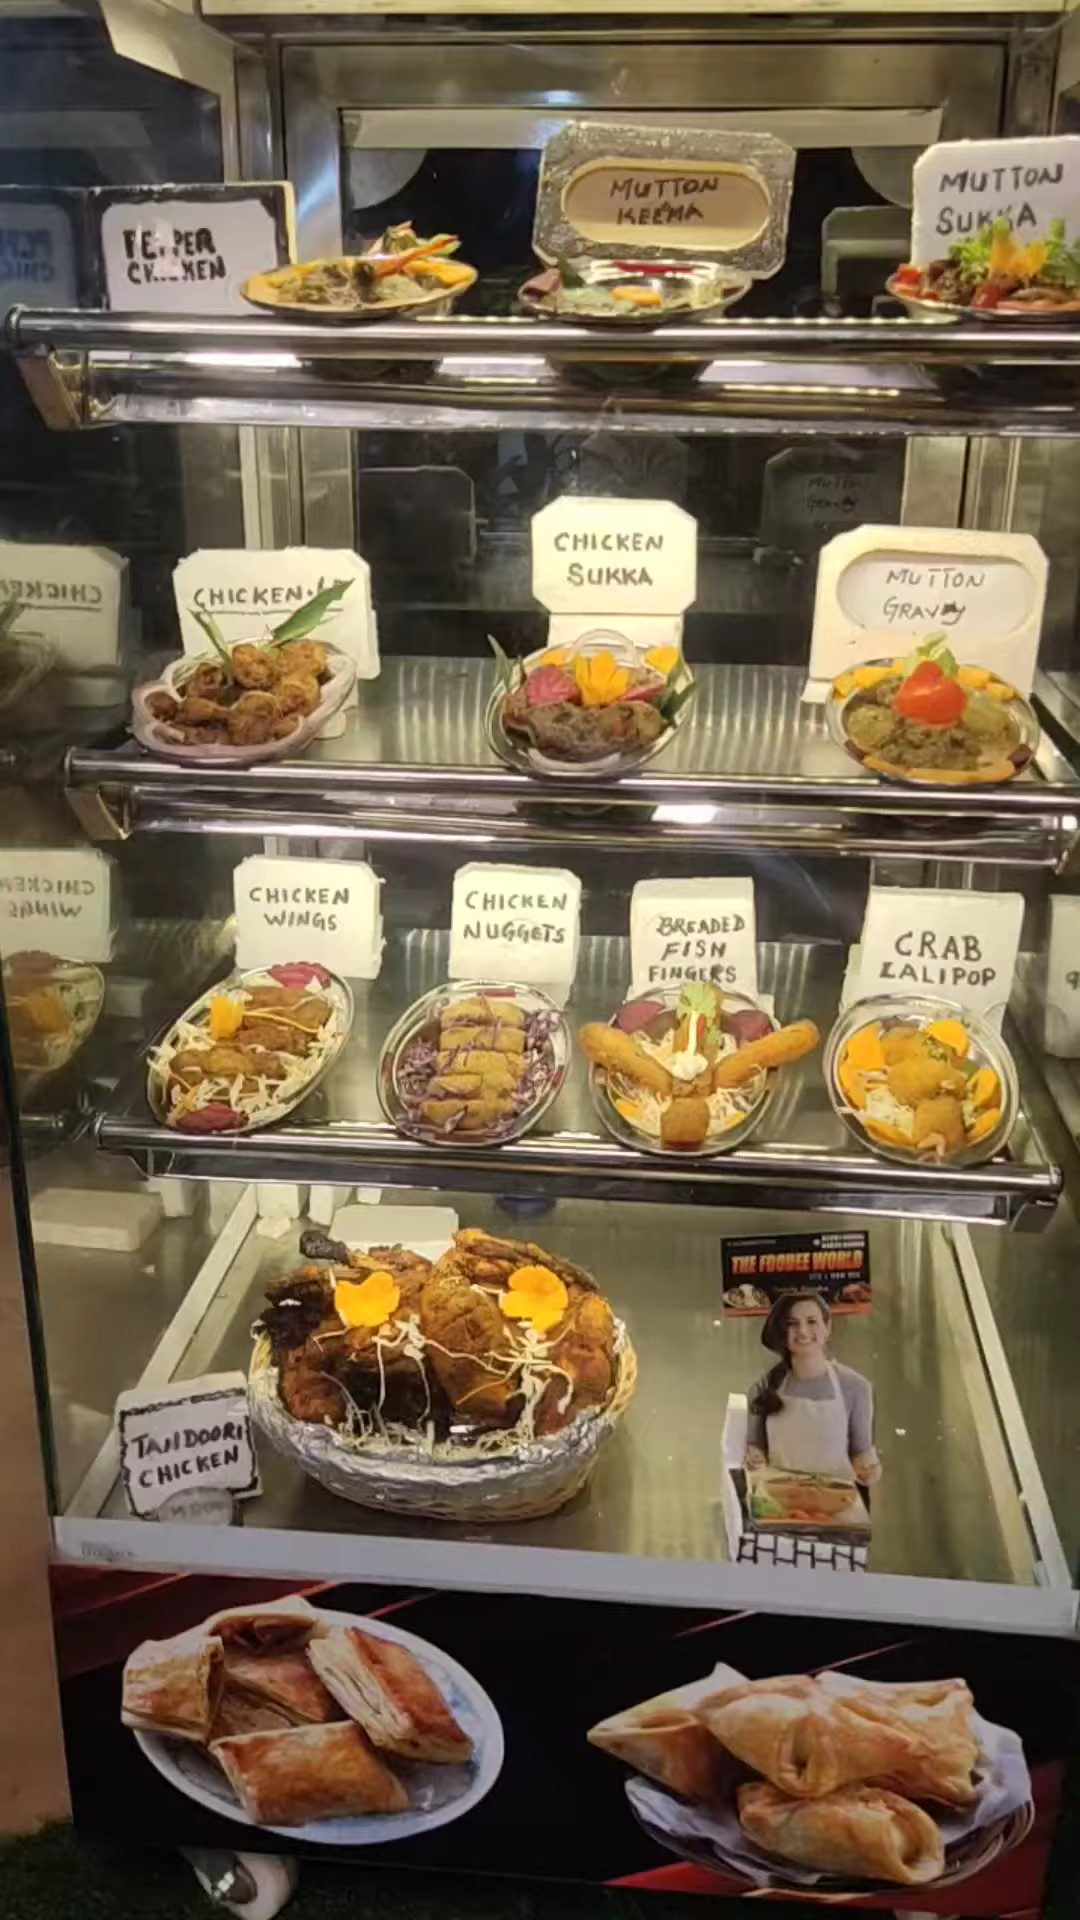 PEPPER
CHICKEN
MUTTON
KEEMA
MUTTON
SUKKA
CHICKEN
CHICKEN
SUKKA
MUTTON
GRAVY
CHICKEN
WINGS
CHICKEN
NUGGETS
BREADED
FISH
FINGERS
CRAB
LALIPOP
THE FOODEE WORLD
TANDOORI
CHICKEN